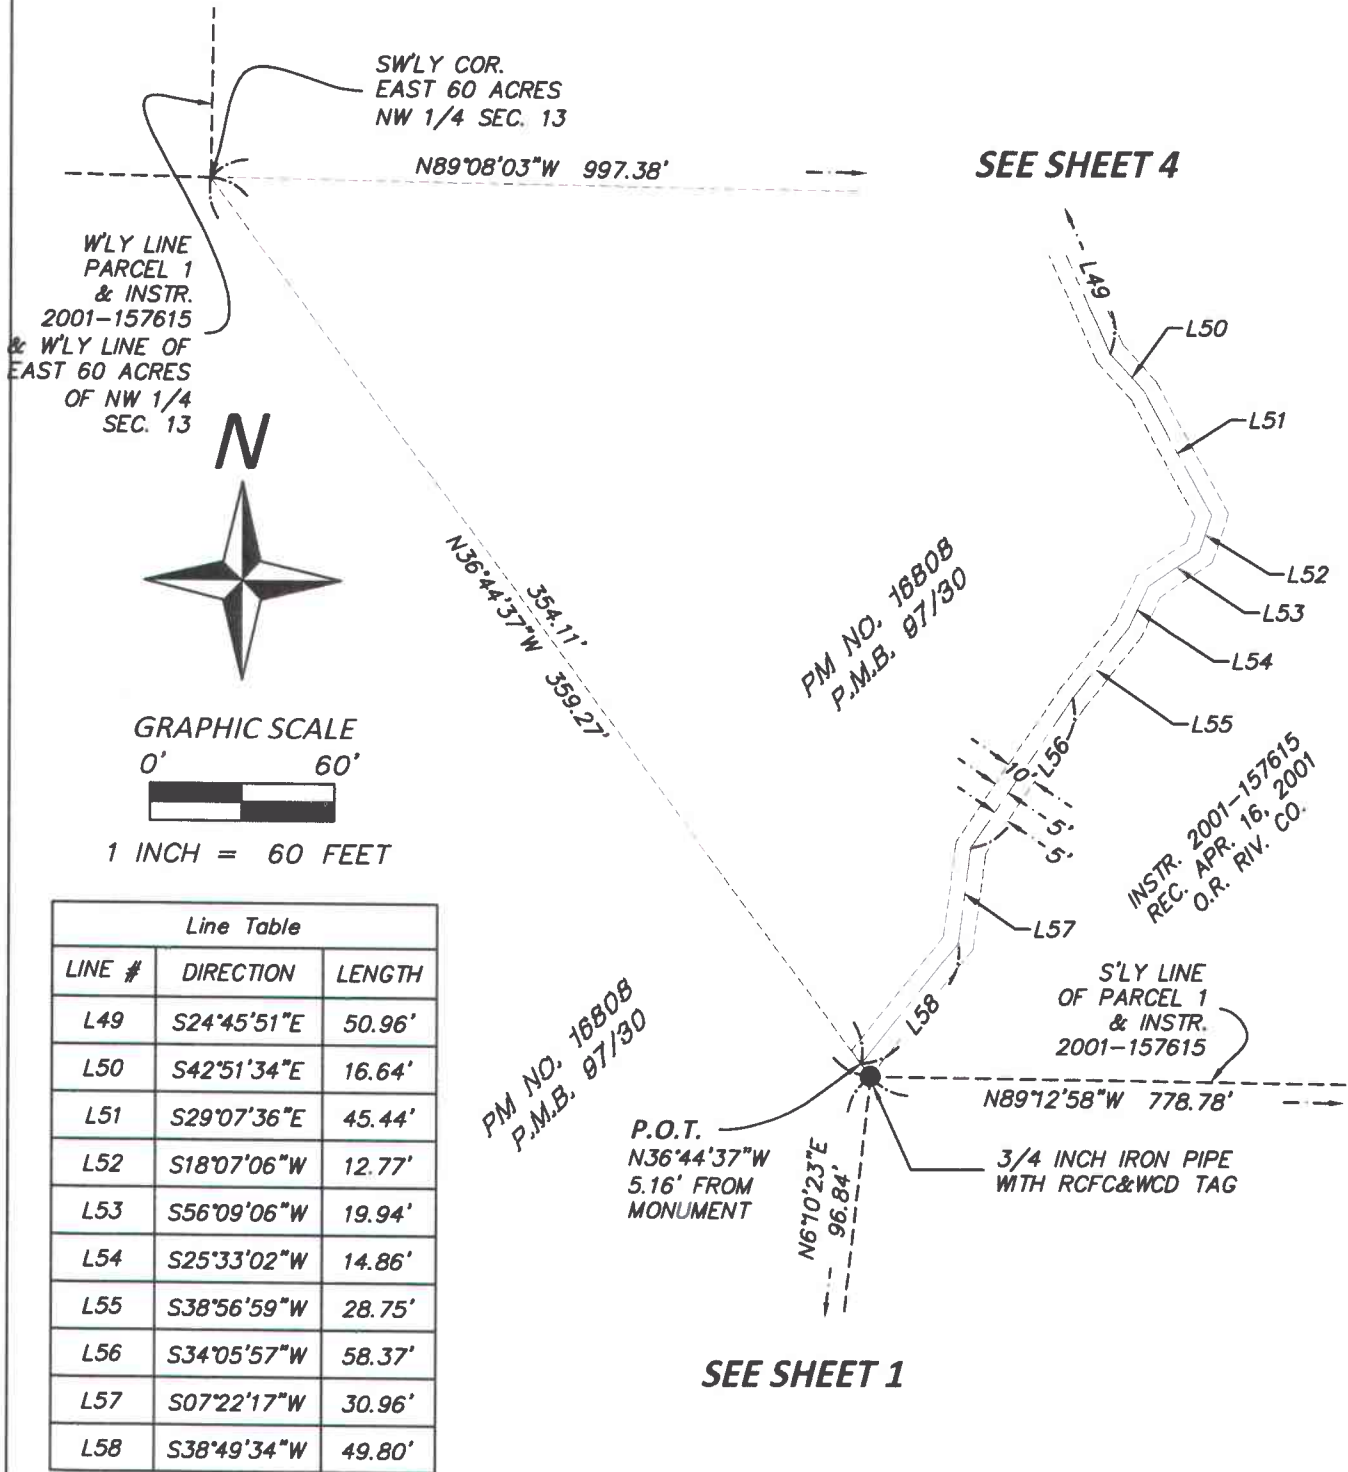 SW'LY COR.
EAST 60 ACRES
NW 1/4 SEC. 13
N89°08'03"W 997.38'
SEE SHEET 4
W'LY LINE
PARCEL 1
& INSTR.
2001-157615
& W'LY LINE OF
EAST 60 ACRES
OF NW 1/4
SEC. 13
L49
L50
L51
L52
L53
L54
L55
L56
L57
L58
N
354.11'
N36°44'37"W 359.27'
PM NO. 16808
P.M.B. 97/30
10'
5'
5'
INSTR. 2001-157615
REC. APR. 16, 2001
O.R. RIV. CO.
GRAPHIC SCALE
0' 60'
1 INCH = 60 FEET
S'LY LINE
OF PARCEL 1
& INSTR.
2001-157615
N89°12'58"W 778.78'
PM NO. 16808
P.M.B. 97/30
P.O.T.
N36°44'37"W
5.16' FROM
MONUMENT
N6°10'23"E
96.84'
3/4 INCH IRON PIPE
WITH RCFC&WCD TAG
SEE SHEET 1
Line Table
LINE # DIRECTION LENGTH
L49 S24°45'51"E 50.96'
L50 S42°51'34"E 16.64'
L51 S29°07'36"E 45.44'
L52 S18°07'06"W 12.77'
L53 S56°09'06"W 19.94'
L54 S25°33'02"W 14.86'
L55 S38°56'59"W 28.75'
L56 S34°05'57"W 58.37'
L57 S07°22'17"W 30.96'
L58 S38°49'34"W 49.80'